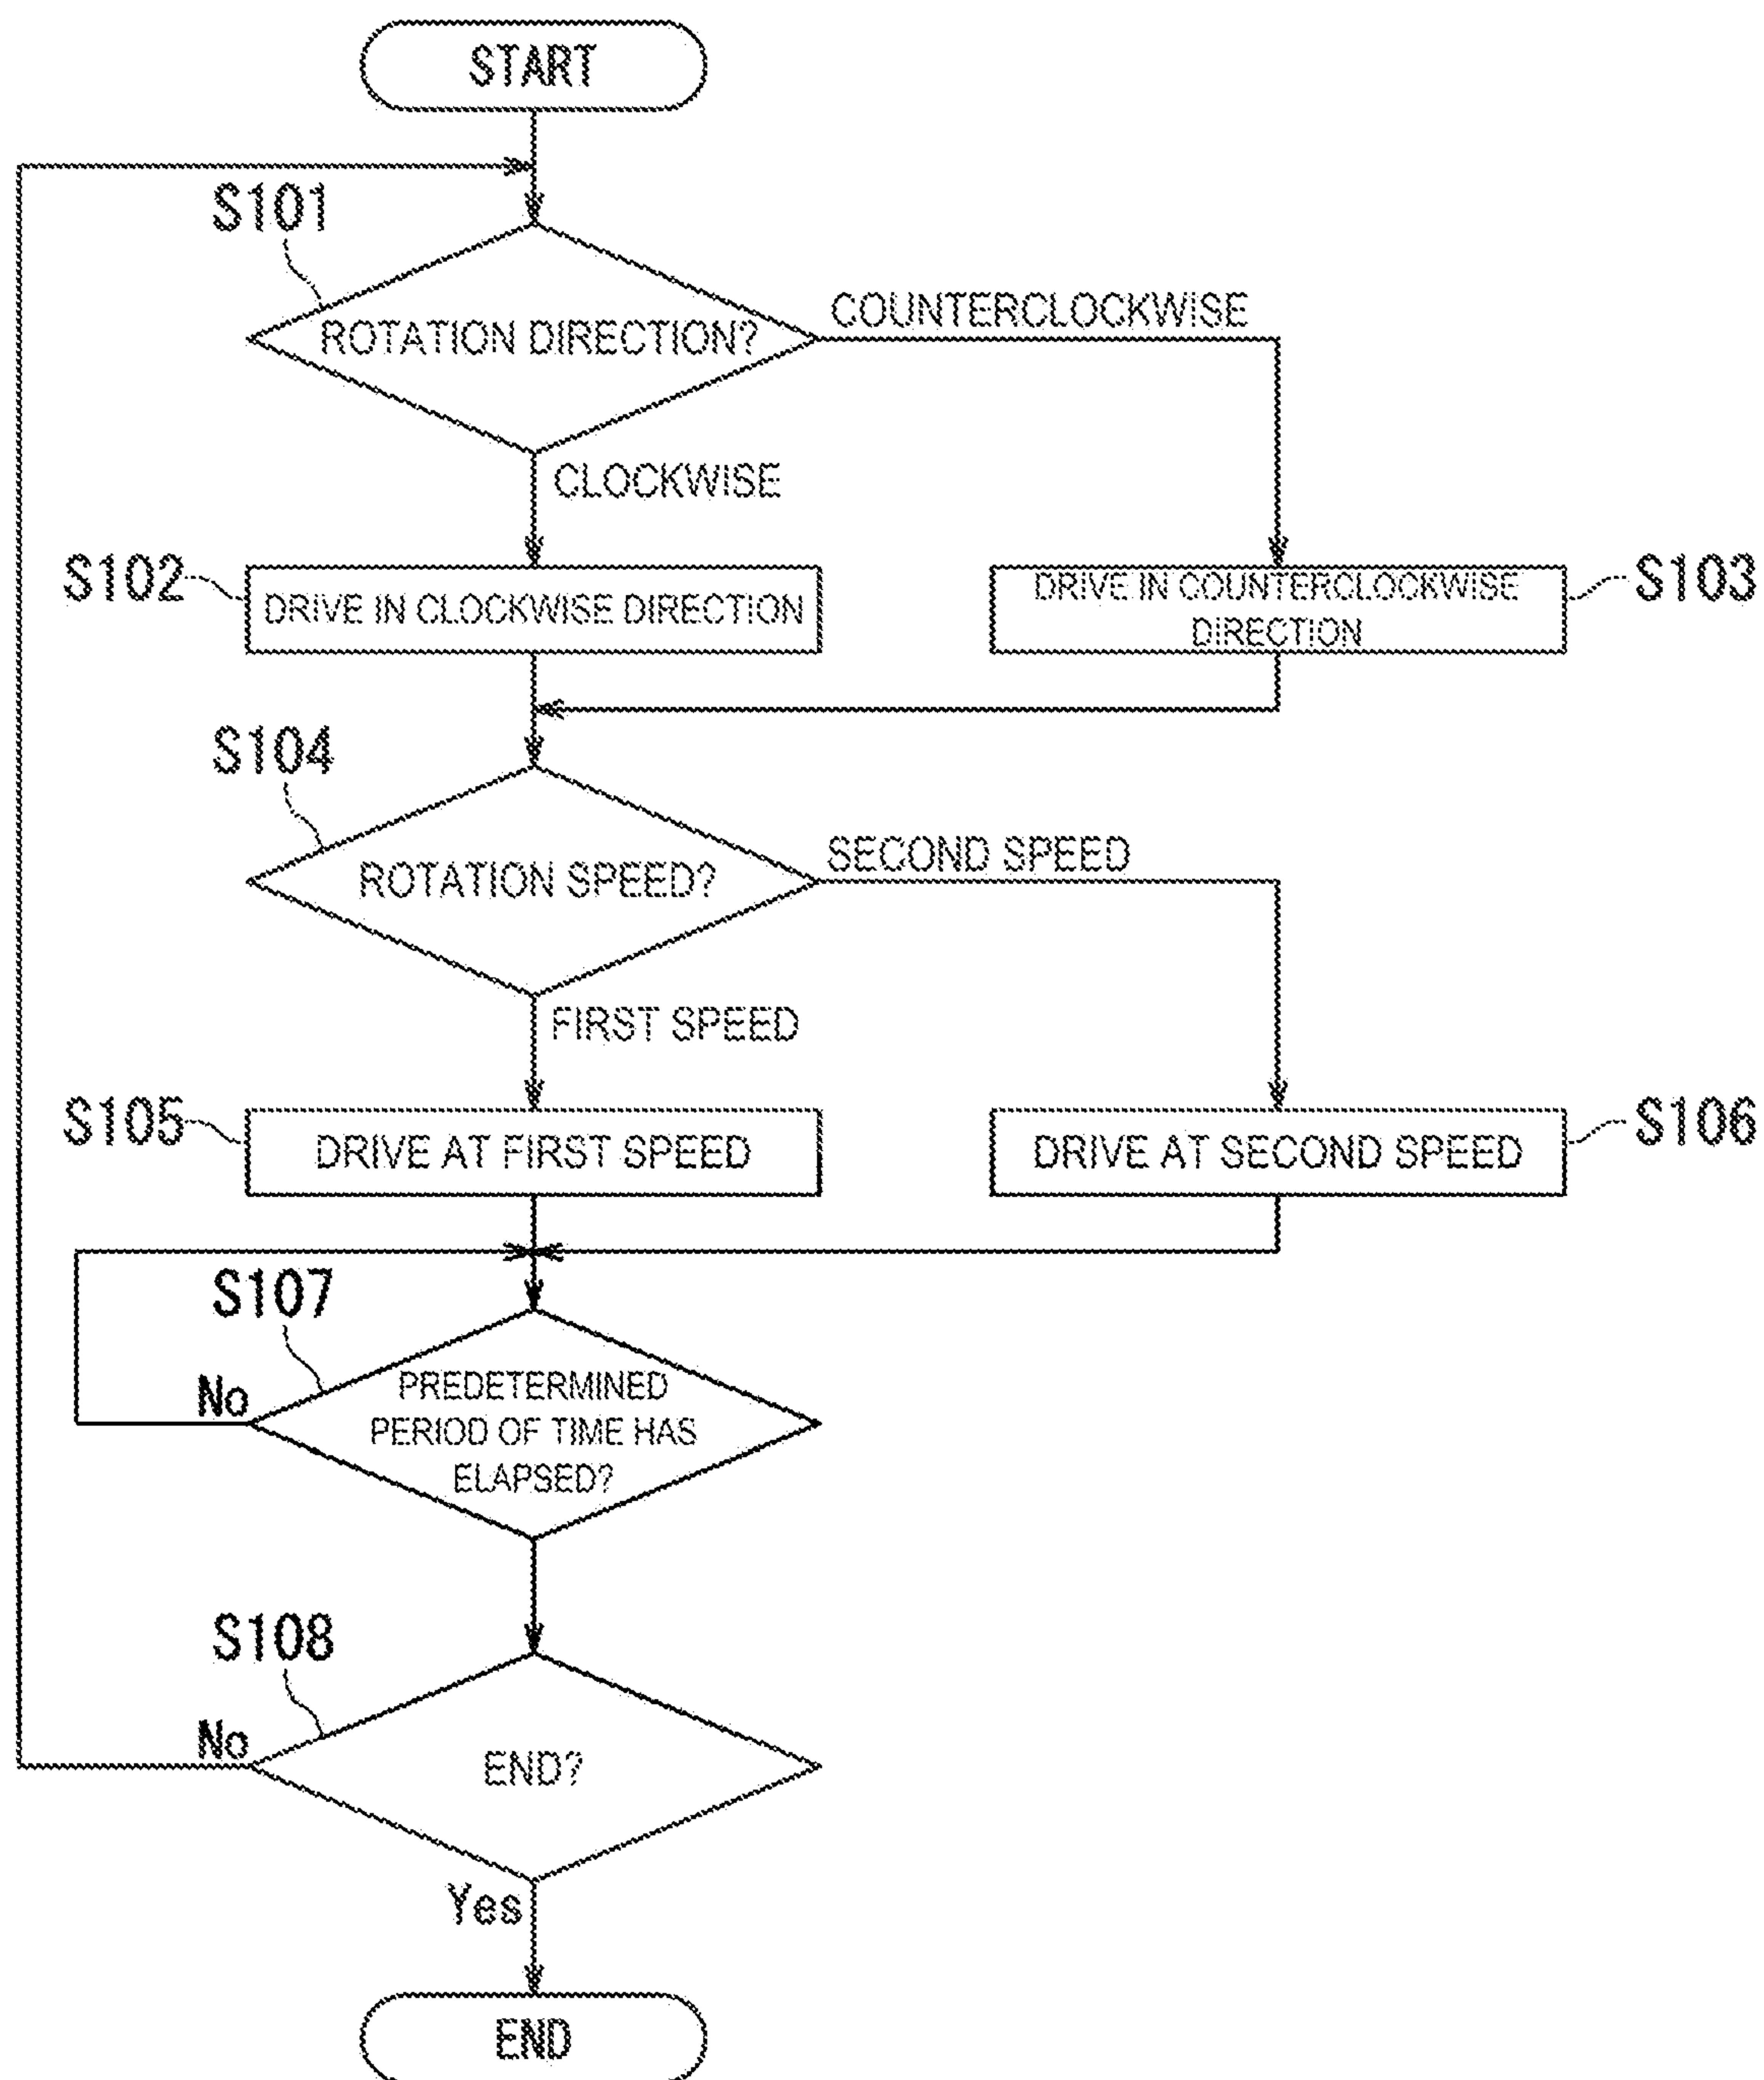 START
S101
ROTATION DIRECTION?
COUNTERCLOCKWISE
CLOCKWISE
S102
DRIVE IN CLOCKWISE DIRECTION
DRIVE IN COUNTERCLOCKWISE
DIRECTION
S103
S104
ROTATION SPEED?
SECOND SPEED
FIRST SPEED
S105
DRIVE AT FIRST SPEED
DRIVE AT SECOND SPEED
S106
S107
No
PREDETERMINED
PERIOD OF TIME HAS
ELAPSED?
S108
No
END?
Yes
END